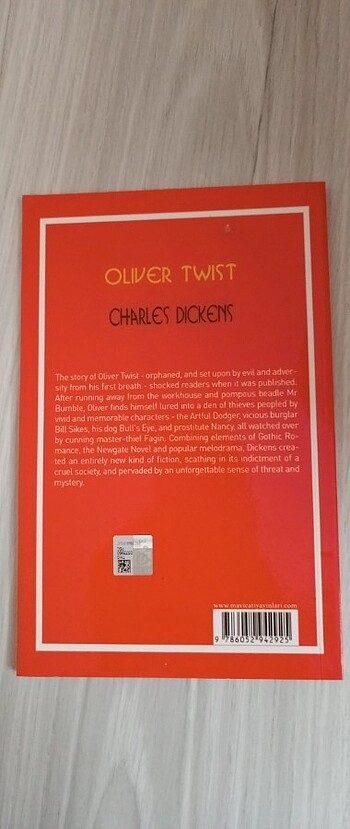 OLIVER TWIST
CHARLES DICKENS
The story of Oliver Twist - orphaned, and set upon by evil and adver-
sity from his first breath - shocked readers when it was published.
After running away from the workhouse and pompous beadle Mr
Bumble, Oliver finds himself lured into a den of thieves peopled by
vivid and memorable characters - the Artful Dodger, vicious burglar
Bill Sikes, his dog Bull's Eye, and prostitute Nancy, all watched over
by cunning master-thief Fagin. Combining elements of Gothic Ro-
mance, the Newgate Novel and popular melodrama, Dickens crea-
ted an entirely new kind of fiction, scathing in its indictment of a
cruel society, and pervaded by an unforgettable sense of threat and
mystery.
www.mavicatiyayinlari.com
9 786052 942925